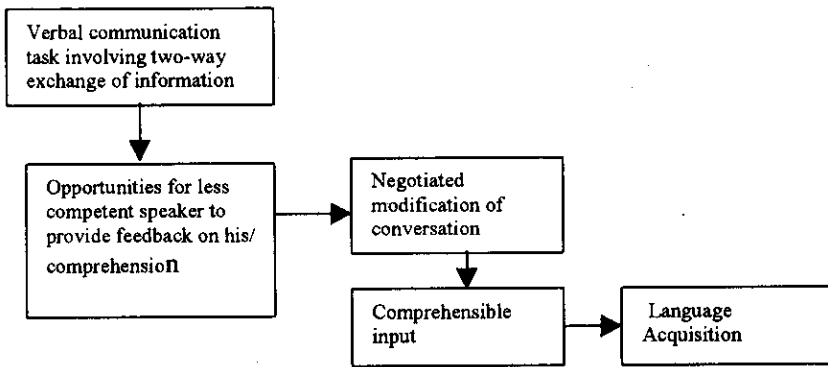 Verbal communication
task involving two-way
exchange of information
Opportunities for less
competent speaker to
provide feedback on his/
comprehension
Negotiated
modification of
conversation
Comprehensible
input
Language
Acquisition